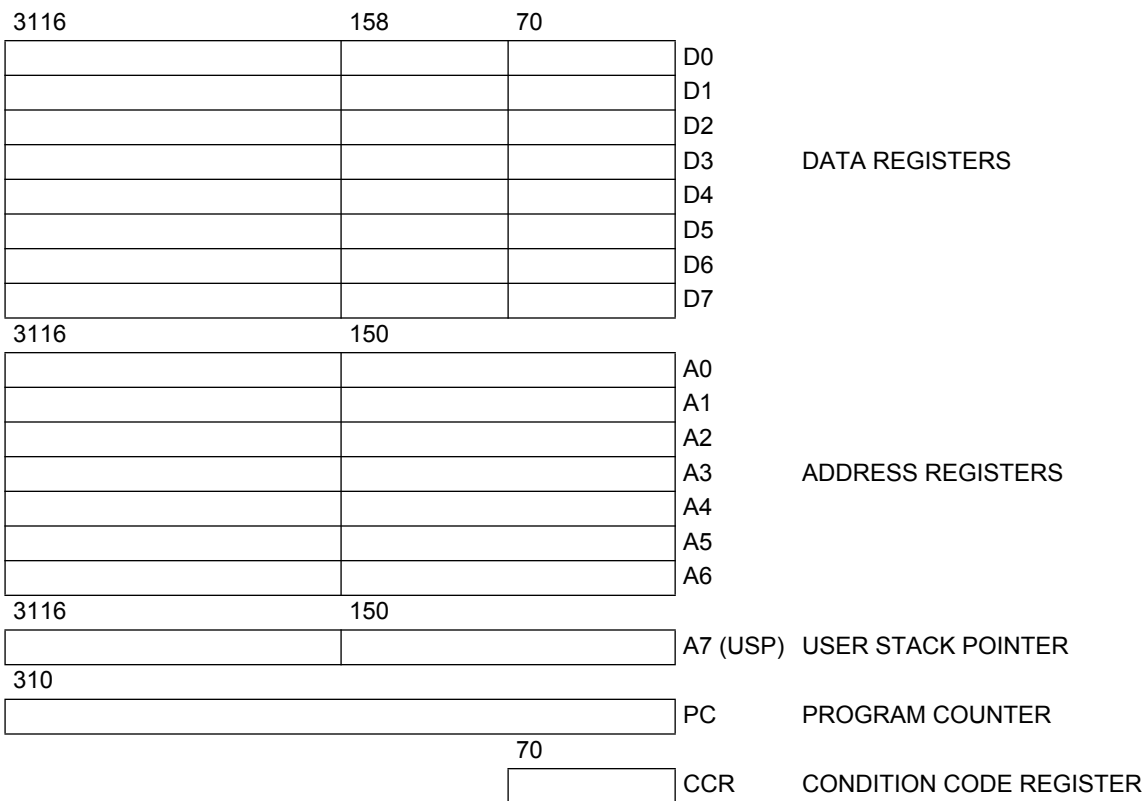 3116 158 70
D0
D1
D2
D3 DATA REGISTERS
D4
D5
D6
D7
3116 150
A0
A1
A2
A3 ADDRESS REGISTERS
A4
A5
A6
3116 150
A7 (USP) USER STACK POINTER
310
PC PROGRAM COUNTER
70
CCR CONDITION CODE REGISTER